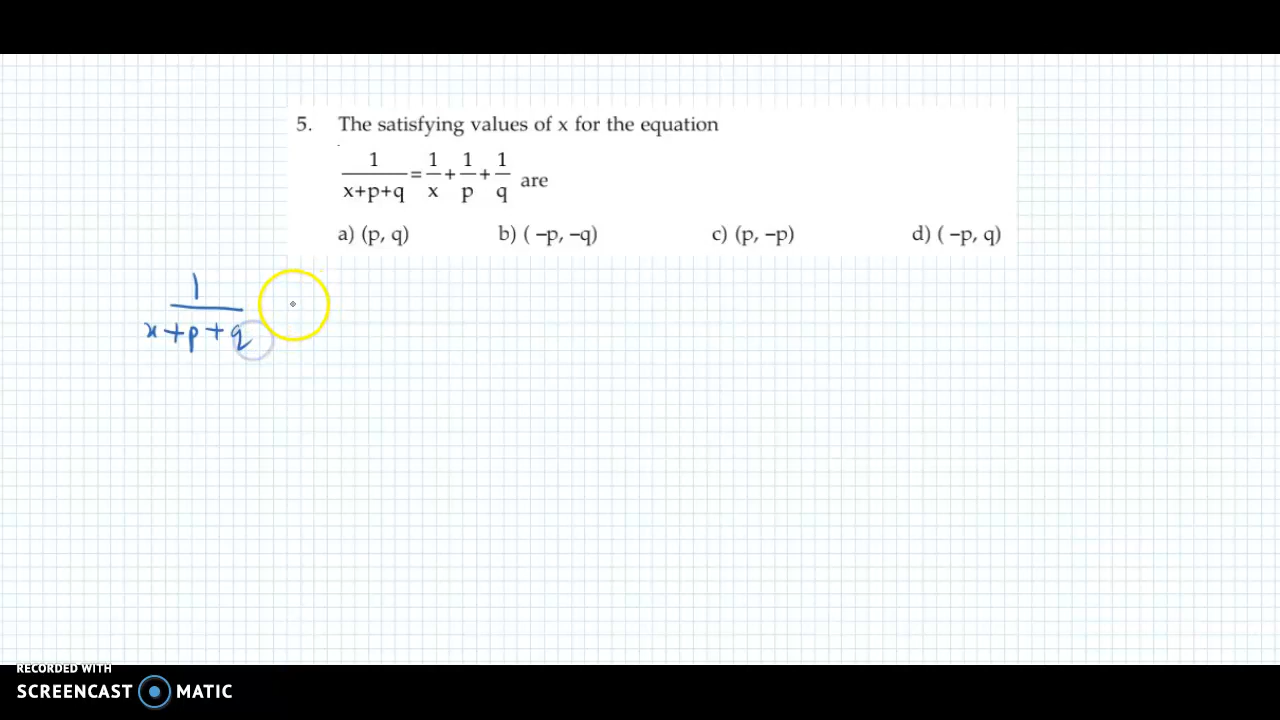 5. The satisfying values of x for the equation
1/(x+p+q) = 1/x + 1/p + 1/q are
a) (p, q) b) ( –p, –q) c) (p, –p) d) ( –p, q)
1/(x+p+q)
RECORDED WITH
SCREENCAST MATIC